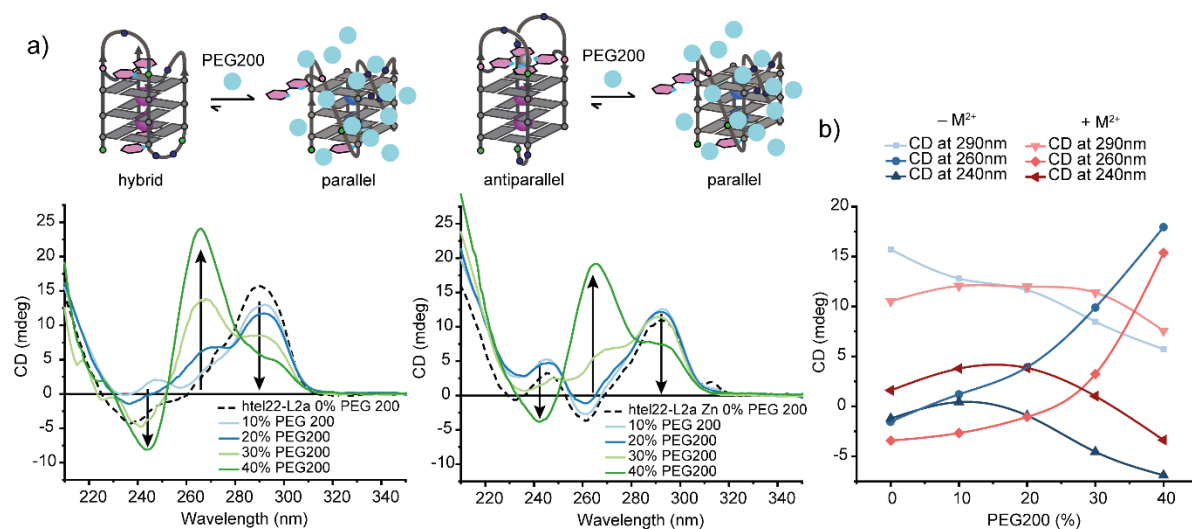 a)
PEG200
PEG200
hybrid
parallel
antiparallel
parallel
CD (mdeg)
25
20
15
10
5
0
-5
-10
htel22-L2a 0% PEG 200
10% PEG 200
20% PEG200
30% PEG200
40% PEG200
220 240 260 280 300 320 340
Wavelength (nm)
CD (mdeg)
25
20
15
10
5
0
-5
-10
htel22-L2a Zn 0% PEG 200
10% PEG 200
20% PEG200
30% PEG200
40% PEG200
220 240 260 280 300 320 340
Wavelength (nm)
b)
– M²⁺
+ M²⁺
CD at 290nm
CD at 290nm
CD at 260nm
CD at 260nm
CD at 240nm
CD at 240nm
CD (mdeg)
20
15
10
5
0
-5
0 10 20 30 40
PEG200 (%)